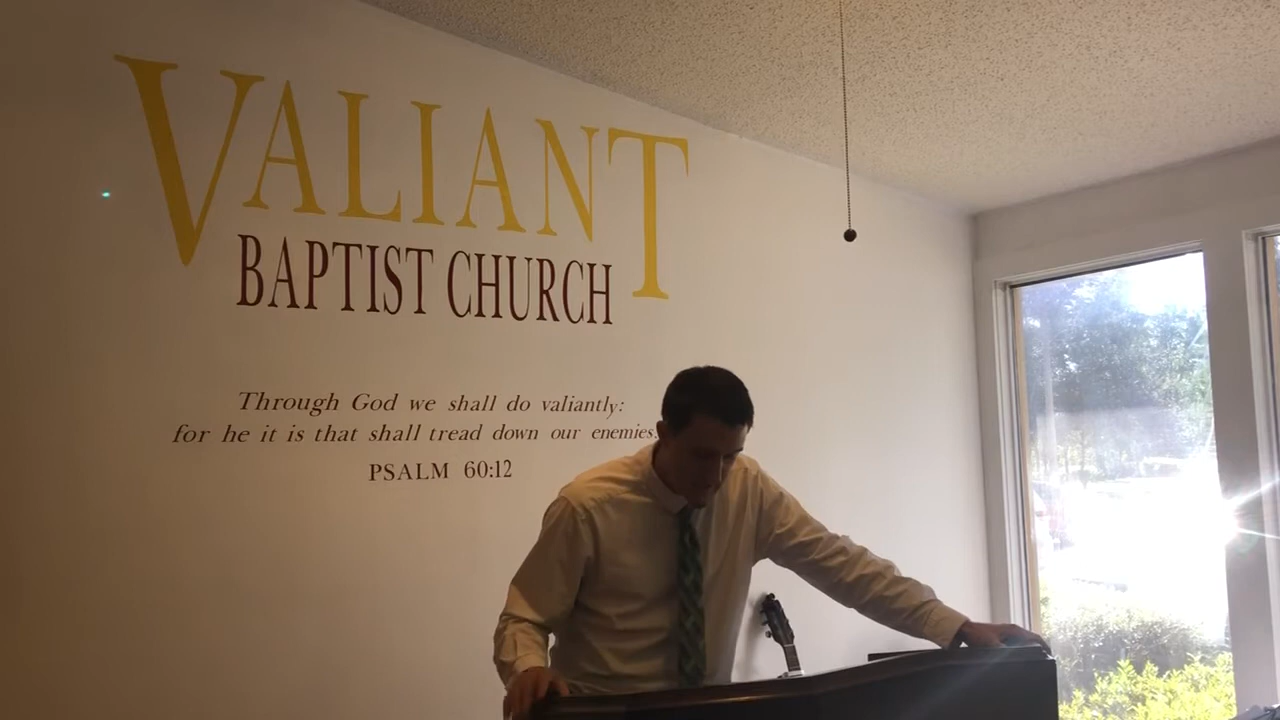 VALIANT
BAPTIST CHURCH
Through God we shall do valiantly:
for he it is that shall tread down our enemies.
PSALM 60:12